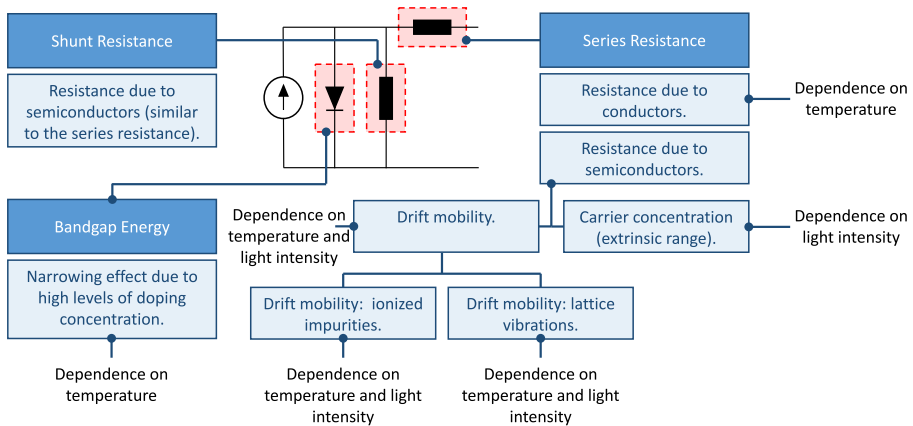 Shunt Resistance
Series Resistance
Resistance due to
semiconductors (similar
to the series resistance).
Resistance due to
conductors.
Dependence on
temperature
Resistance due to
semiconductors.
Bandgap Energy
Dependence on
temperature and
light intensity
Drift mobility.
Carrier concentration
(extrinsic range).
Dependence on
light intensity
Narrowing effect due to
high levels of doping
concentration.
Drift mobility:  ionized
impurities.
Drift mobility: lattice
vibrations.
Dependence on
temperature
Dependence on
temperature and light
intensity
Dependence on
temperature and light
intensity